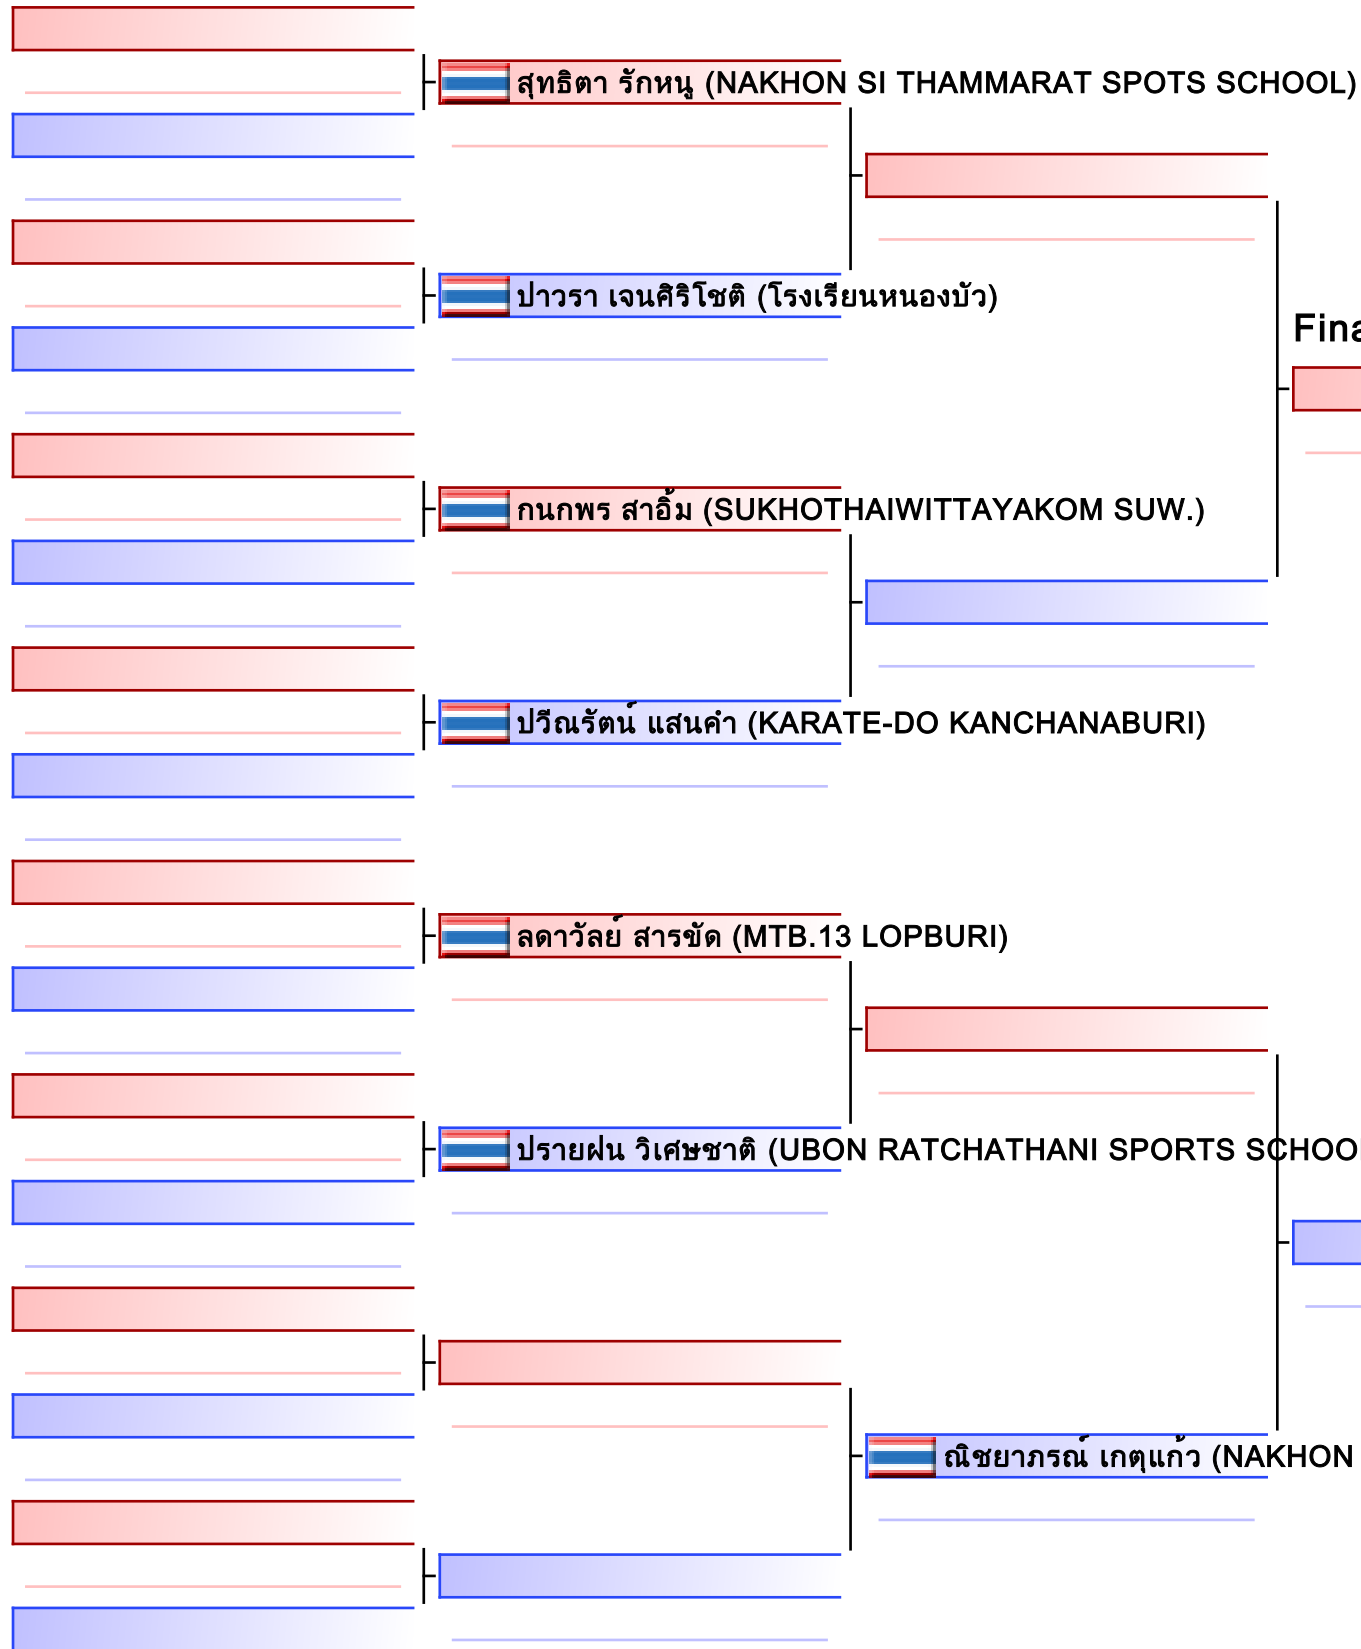 สุทธิตา รักหนู (NAKHON SI THAMMARAT SPOTS SCHOOL)
ปาวรา เจนศิริโชติ (โรงเรียนหนองบัว)
กนกพร สาอิ้ม (SUKHOTHAIWITTAYAKOM SUW.)
ปวีณรัตน์ แสนคำ (KARATE-DO KANCHANABURI)
ลดาวัลย์ สารขัด (MTB.13 LOPBURI)
ปรายฝน วิเศษชาติ (UBON RATCHATHANI SPORTS SCHOOL
ณิชยาภรณ์ เกตุแก้ว (NAKHON